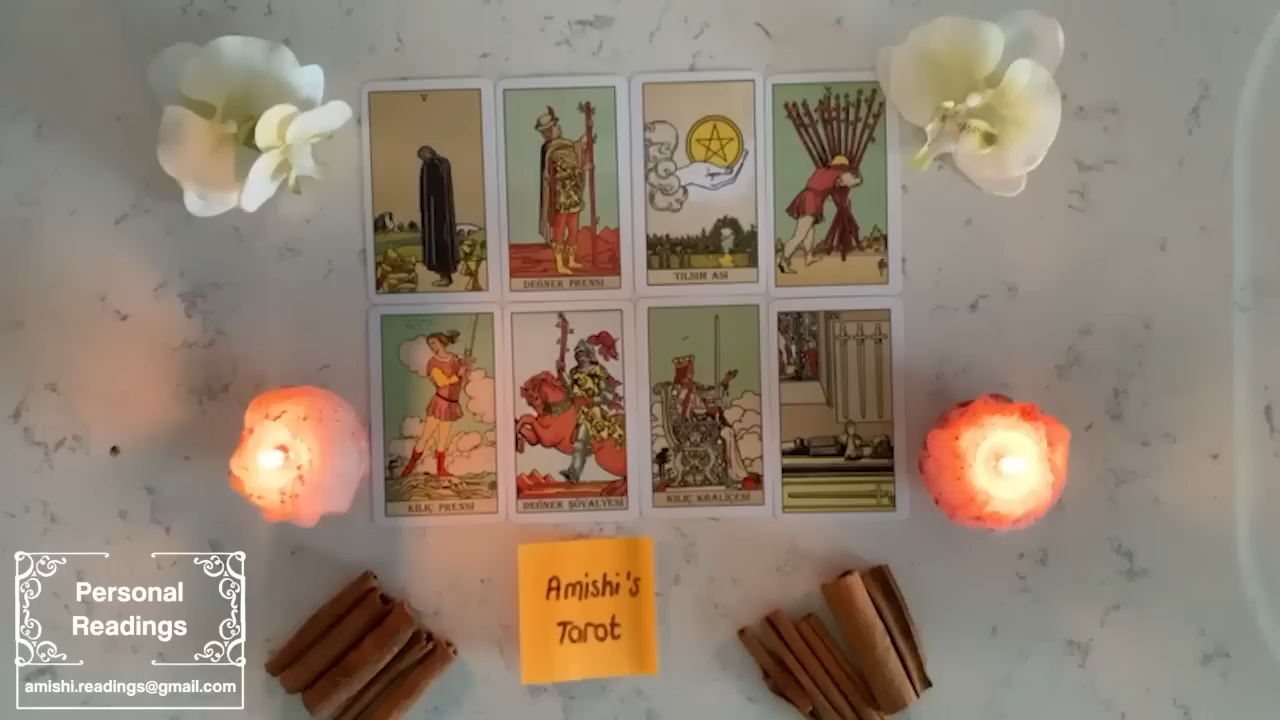 V
DEĞNEK PRENSİ
TILSIM ASI
X
KILIÇ PRENSİ
DEĞNEK ŞÖVALYESİ
KILIÇ KRALİÇESİ
Amishi's
Tarot
Personal
Readings
amishi.readings@gmail.com